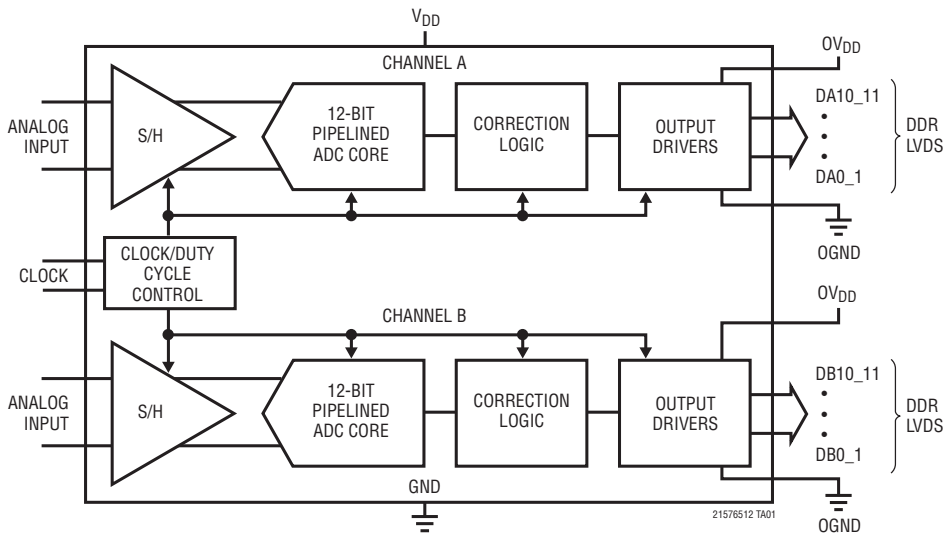 VDD
CHANNEL A
OVDD
ANALOG
INPUT
S/H
12-BIT
PIPELINED
ADC CORE
CORRECTION
LOGIC
OUTPUT
DRIVERS
DA10_11
•
•
•
DA0_1
DDR
LVDS
OGND
CLOCK
CLOCK/DUTY
CYCLE
CONTROL
CHANNEL B
OVDD
ANALOG
INPUT
S/H
12-BIT
PIPELINED
ADC CORE
CORRECTION
LOGIC
OUTPUT
DRIVERS
DB10_11
•
•
•
DB0_1
DDR
LVDS
GND
21576512 TA01
OGND